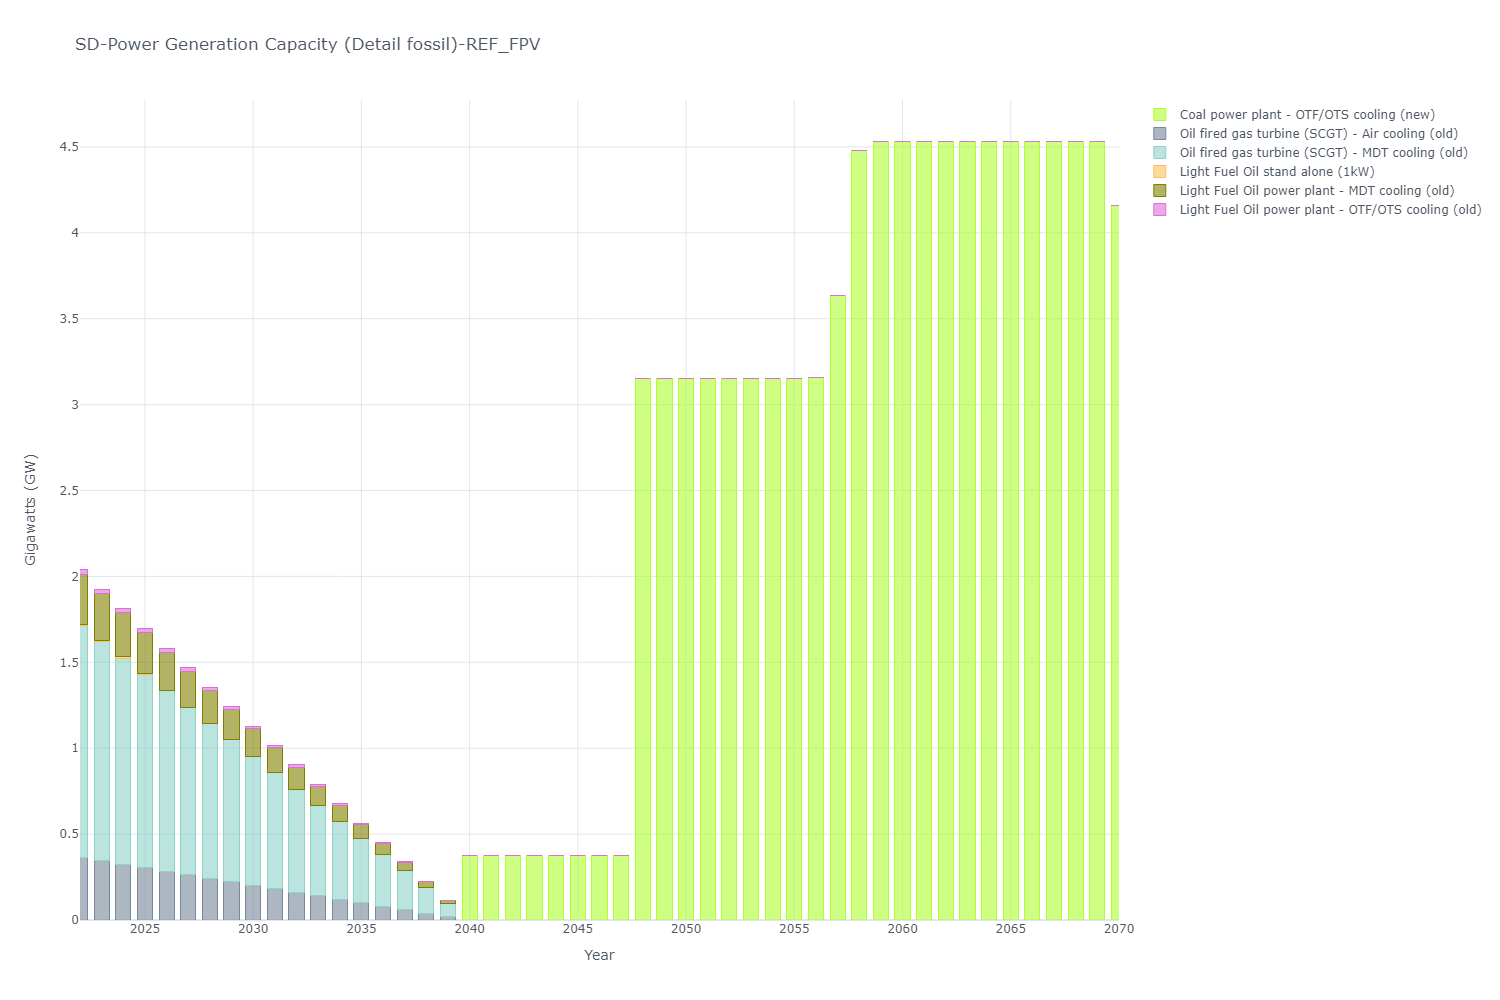 SD-Power Generation Capacity (Detail fossil)-REF_FPV
Coal power plant - OTF/OTS cooling (new)
Oil fired gas turbine (SCGT) - Air cooling (old)
Oil fired gas turbine (SCGT) - MDT cooling (old)
Light Fuel Oil stand alone (1kW)
Light Fuel Oil power plant - MDT cooling (old)
Light Fuel Oil power plant - OTF/OTS cooling (old)
4.5
4
3.5
3
2.5
2
1.5
1
0.5
0
Gigawatts (GW)
2025 2030 2035 2040 2045 2050 2055 2060 2065 2070
Year